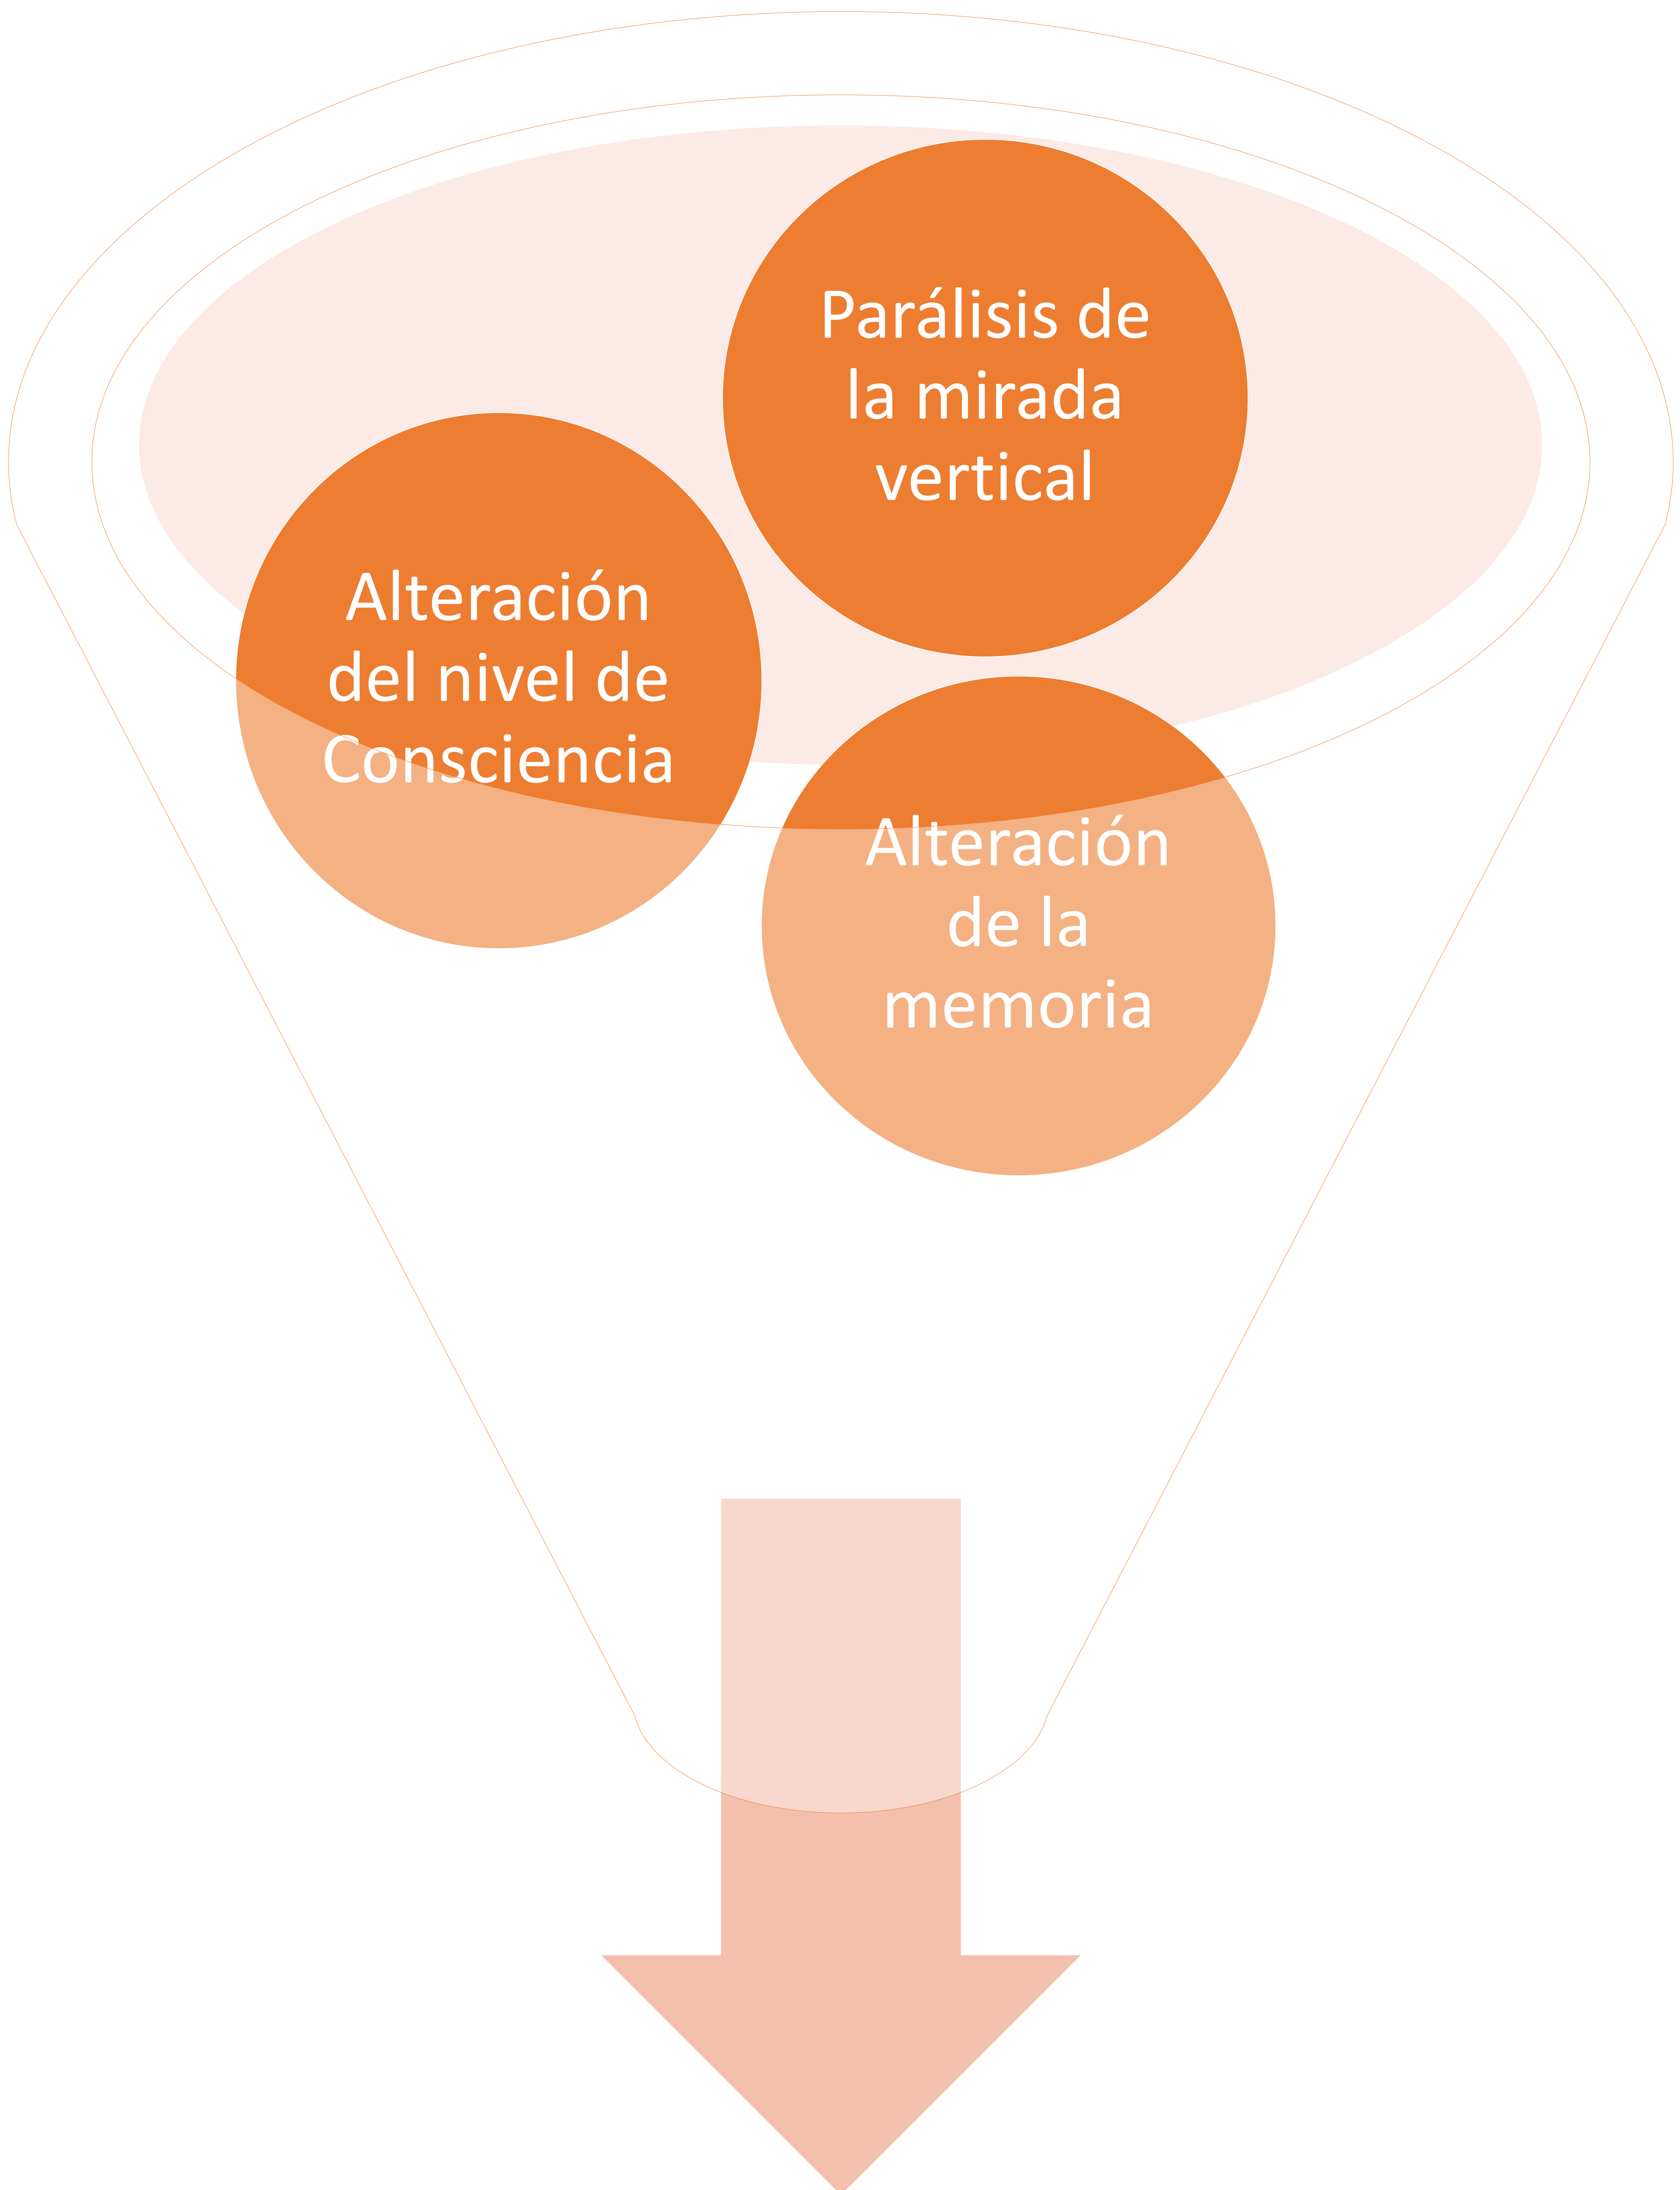 Parálisis de
la mirada
vertical
Alteración
del nivel de
Consciencia
Alteración
de la
memoria